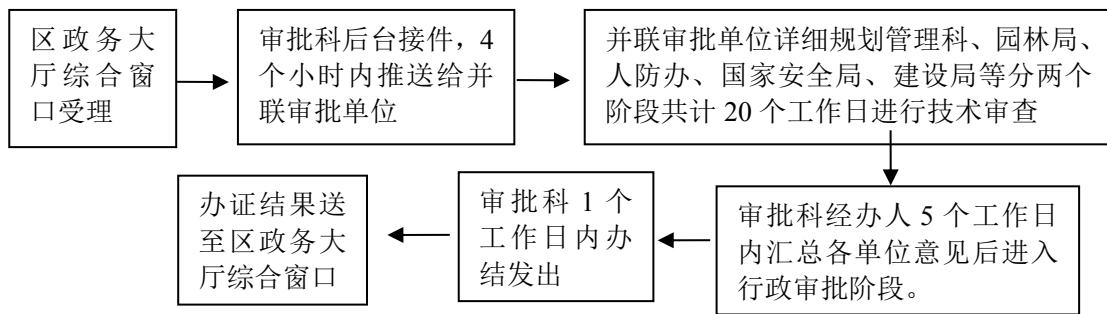 区政务大
厅综合窗
口受理
审批科后台接件，4
个小时内推送给并
联审批单位
并联审批单位详细规划管理科、园林局、
人防办、国家安全局、建设局等分两个
阶段共计 20 个工作日进行技术审查
审批科经办人 5 个工作日
内汇总各单位意见后进入
行政审批阶段。
审批科 1 个
工作日内办
结发出
办证结果送
至区政务大
厅综合窗口